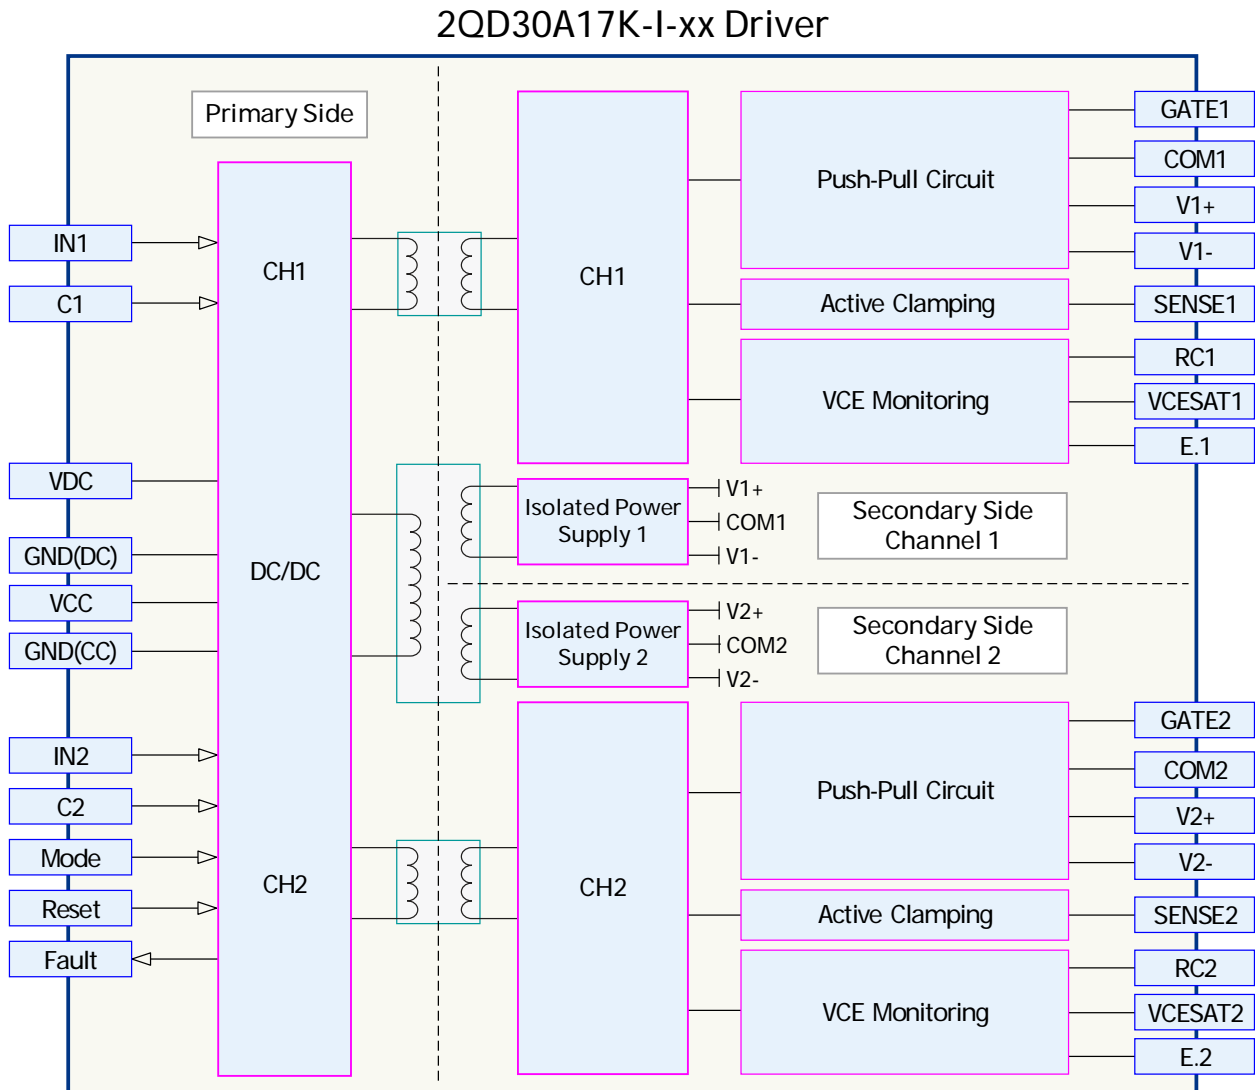 2QD30A17K-I-xx Driver
Primary Side
IN1
C1
VDC
GND(DC)
VCC
GND(CC)
IN2
C2
Mode
Reset
Fault
CH1
DC/DC
CH2
CH1
Push-Pull Circuit
Active Clamping
VCE Monitoring
GATE1
COM1
V1+
V1-
SENSE1
RC1
VCESAT1
E.1
Isolated Power
Supply 1
V1+
COM1
V1-
Secondary Side
Channel 1
Isolated Power
Supply 2
V2+
COM2
V2-
Secondary Side
Channel 2
CH2
Push-Pull Circuit
Active Clamping
VCE Monitoring
GATE2
COM2
V2+
V2-
SENSE2
RC2
VCESAT2
E.2